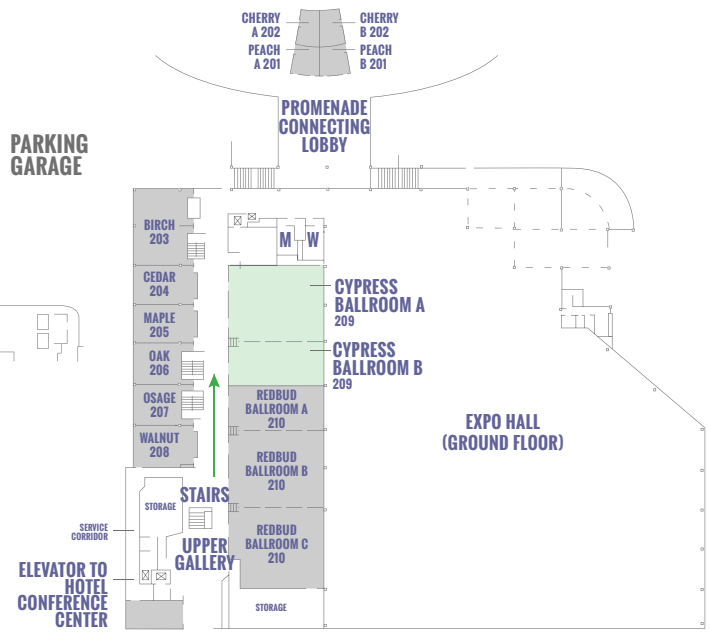 CHERRY
A 202
CHERRY
B 202
PEACH
A 201
PEACH
B 201
PROMENADE
CONNECTING
LOBBY
PARKING
GARAGE
BIRCH
203
M W
CEDAR
204
CYPRESS
BALLROOM A
209
MAPLE
205
OAK
206
CYPRESS
BALLROOM B
209
OSAGE
207
REDBUD
BALLROOM A
210
WALNUT
208
EXPO HALL
(GROUND FLOOR)
REDBUD
BALLROOM B
210
STAIRS
STORAGE
SERVICE
CORRIDOR
REDBUD
BALLROOM C
210
UPPER
GALLERY
ELEVATOR TO
HOTEL
CONFERENCE
CENTER
STORAGE